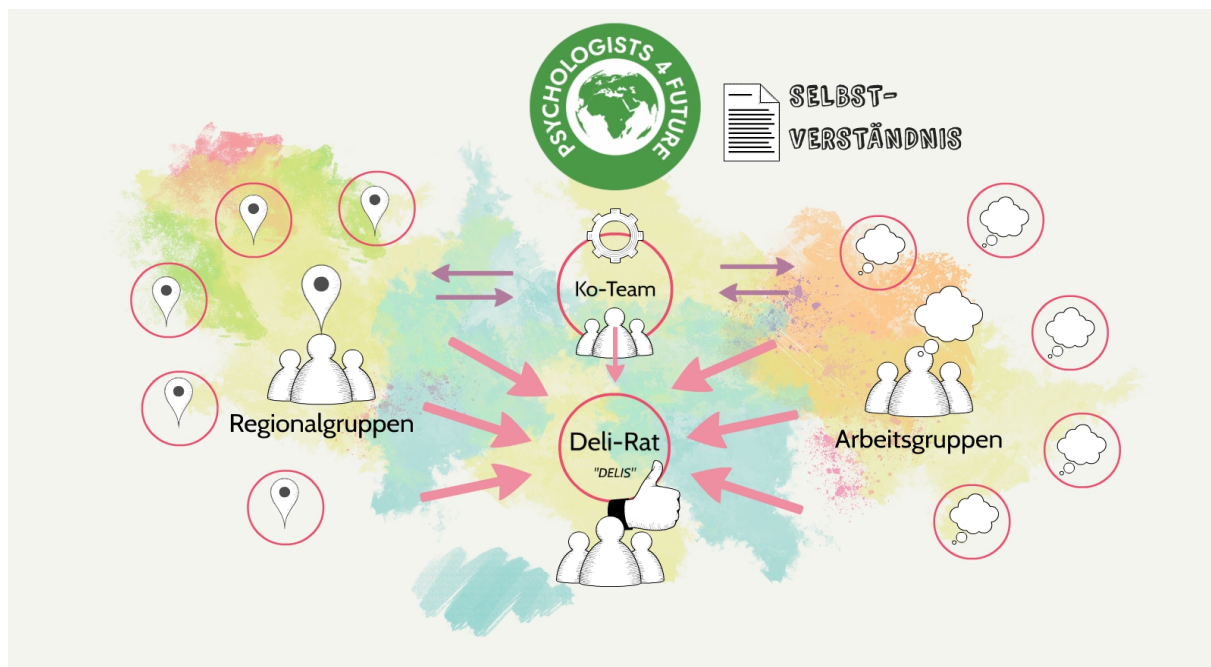 PSYCHOLOGISTS 4 FUTURE
SELBST-
VERSTÄNDNIS
Ko-Team
Regionalgruppen
Deli-Rat
"DELIS"
Arbeitsgruppen